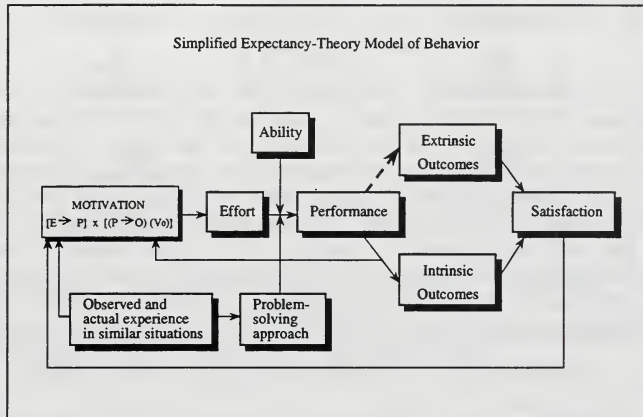 Simplified Expectancy-Theory Model of Behavior
Ability
Extrinsic
Outcomes
MOTIVATION
[E → P] x [(P → O) (Vo)]
Effort
Performance
Satisfaction
Intrinsic
Outcomes
Observed and
actual experience
in similar situations
Problem-
solving
approach